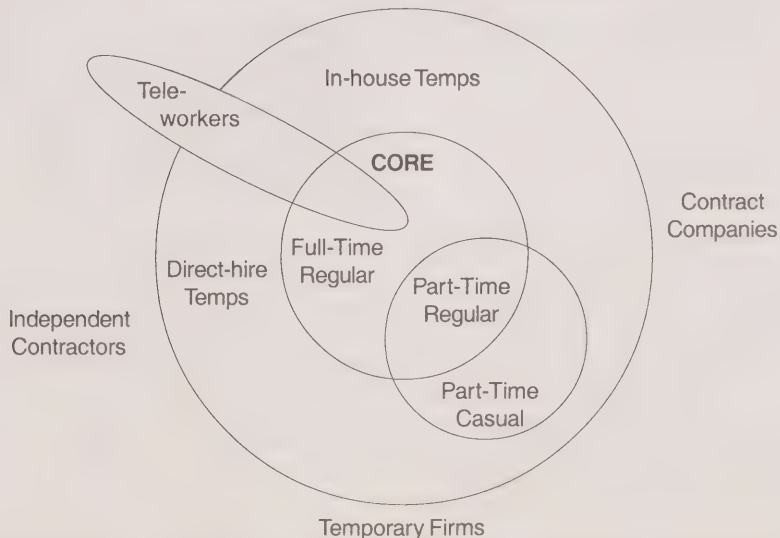 In-house Temps
Tele-
workers
CORE
Contract
Companies
Full-Time
Regular
Direct-hire
Temps
Part-Time
Regular
Independent
Contractors
Part-Time
Casual
Temporary Firms